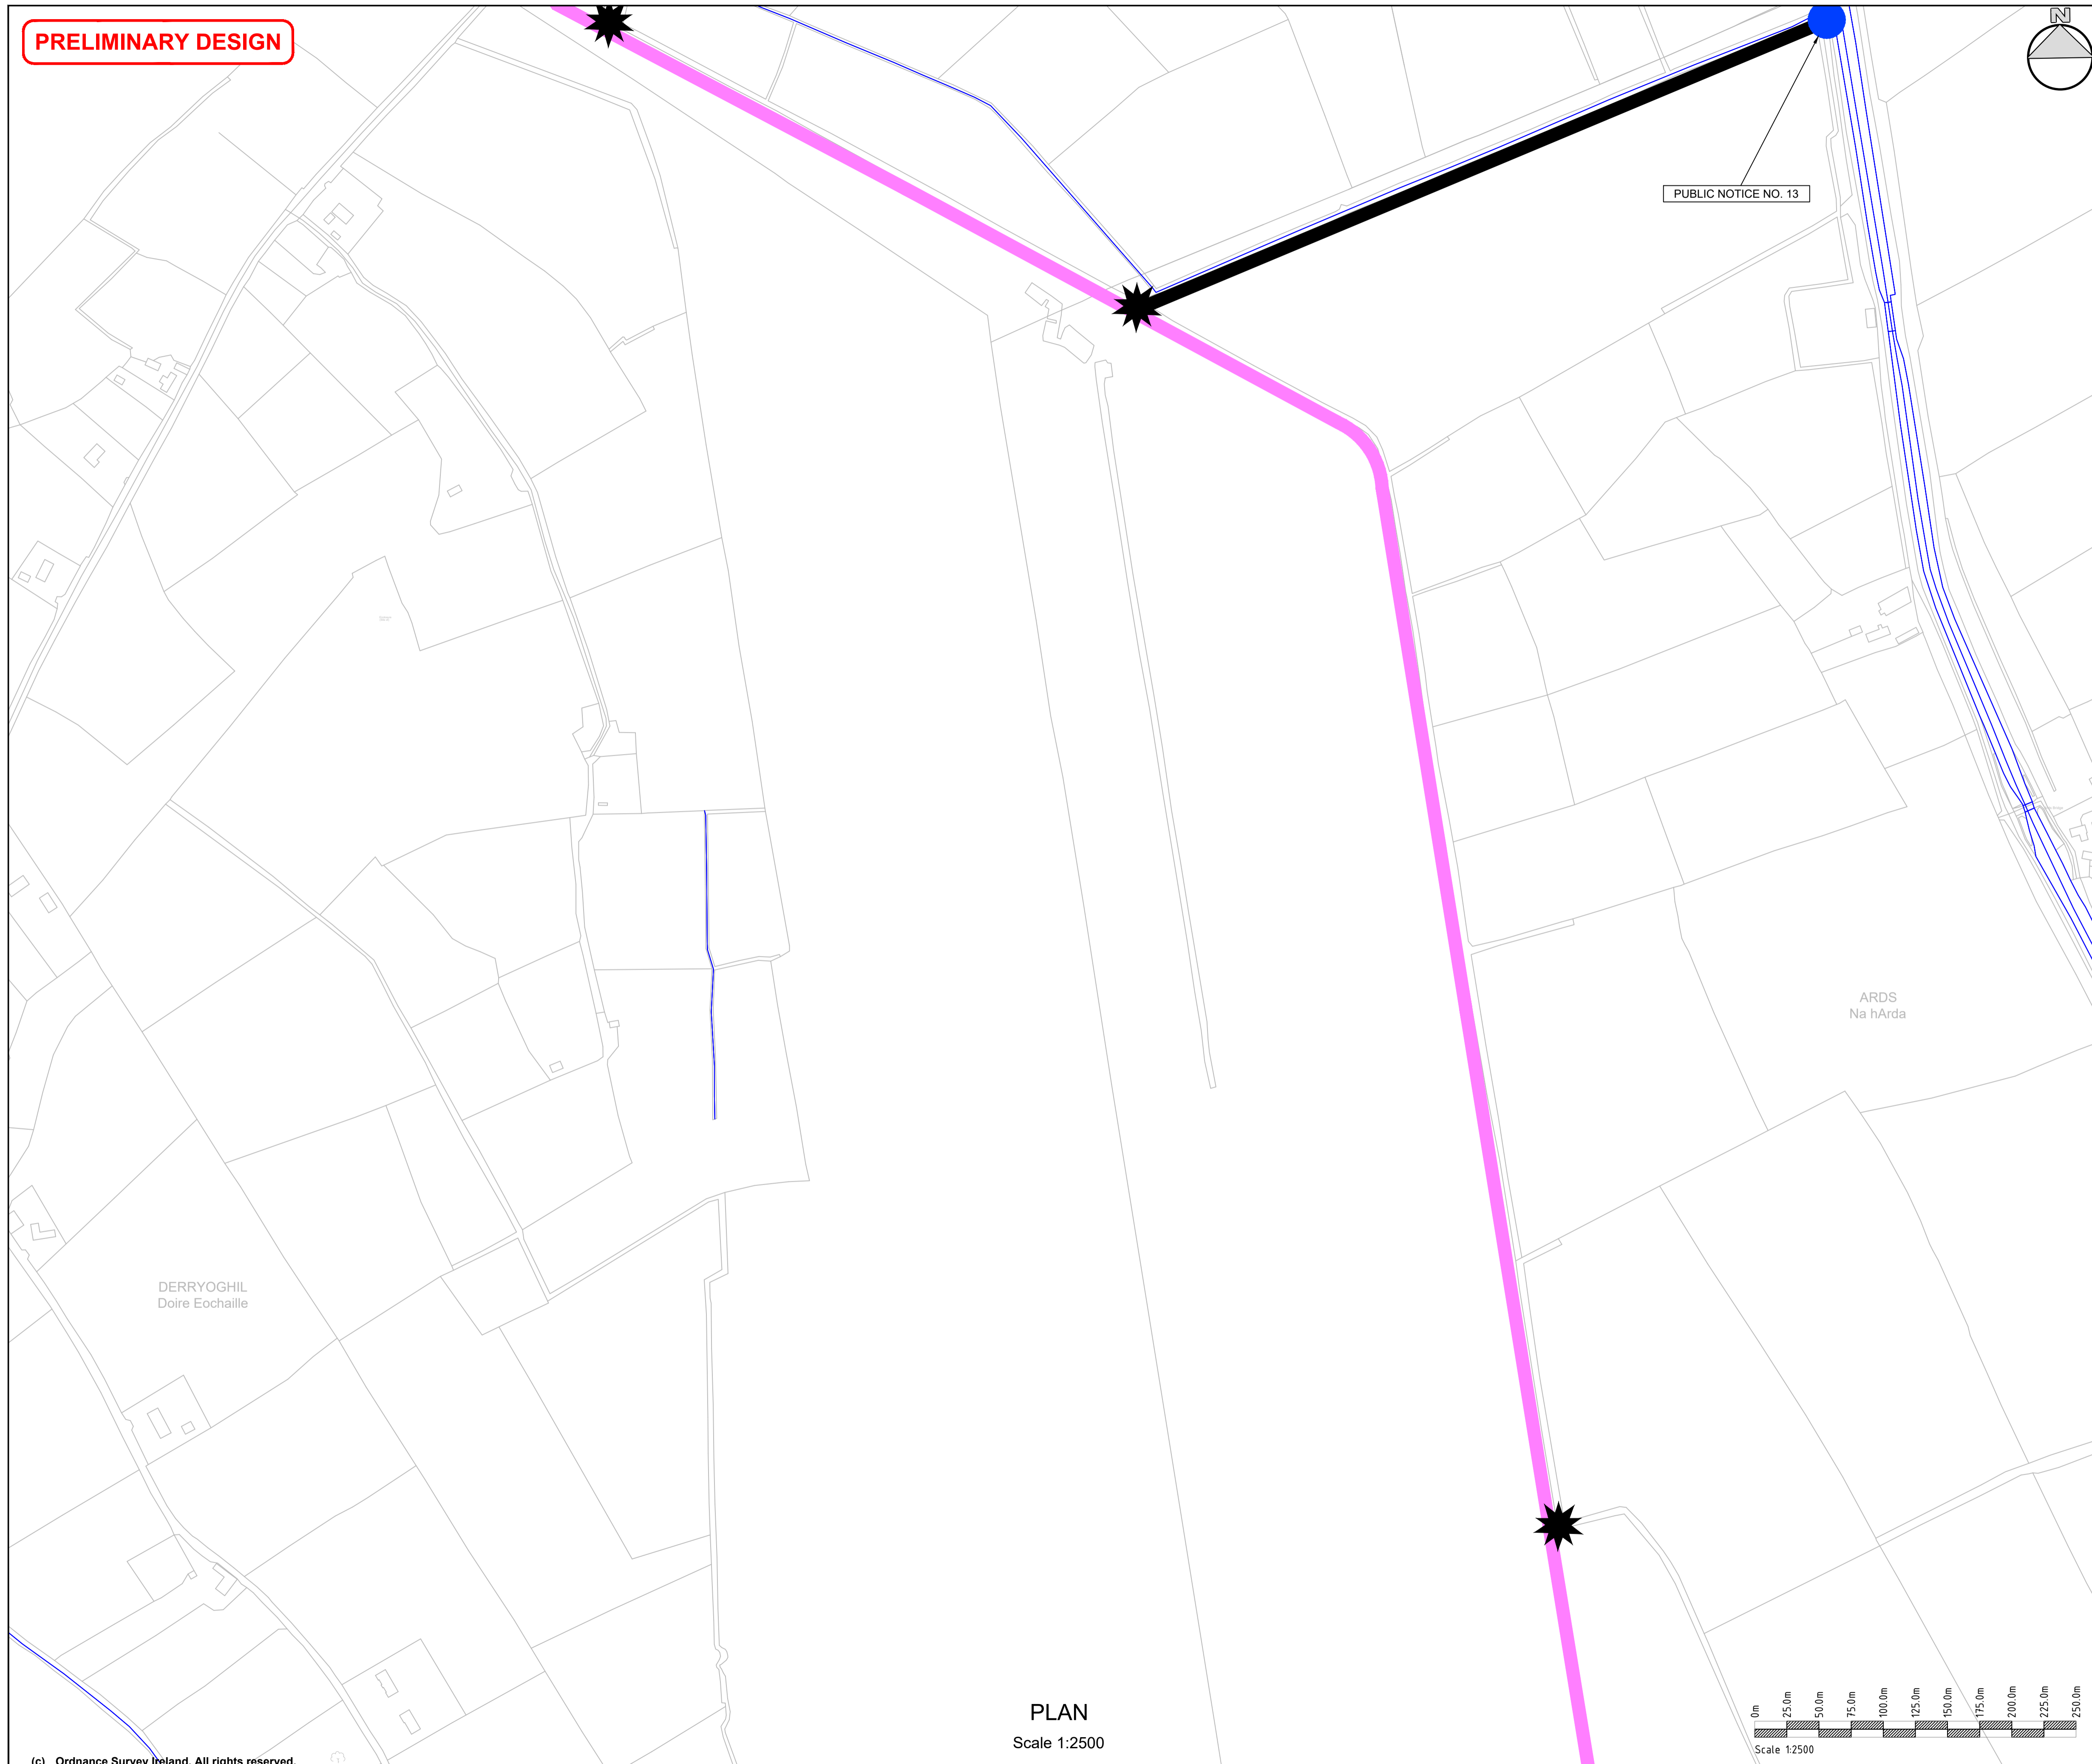 PRELIMINARY DESIGN
N
PUBLIC NOTICE NO. 13
ARDS
Na hArda
DERRYOGHIL
Doire Eochaille
PLAN
Scale 1:2500
0m
25.0m
50.0m
75.0m
100.0m
125.0m
150.0m
175.0m
200.0m
225.0m
250.0m
Scale 1:2500
(c) Ordnance Survey Ireland. All rights reserved.